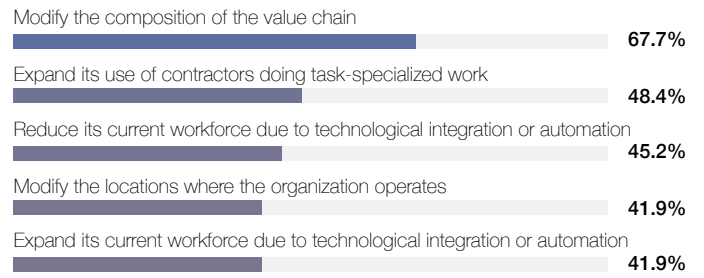 Modify the composition of the value chain
67.7%
Expand its use of contractors doing task-specialized work
48.4%
Reduce its current workforce due to technological integration or automation
45.2%
Modify the locations where the organization operates
41.9%
Expand its current workforce due to technological integration or automation
41.9%